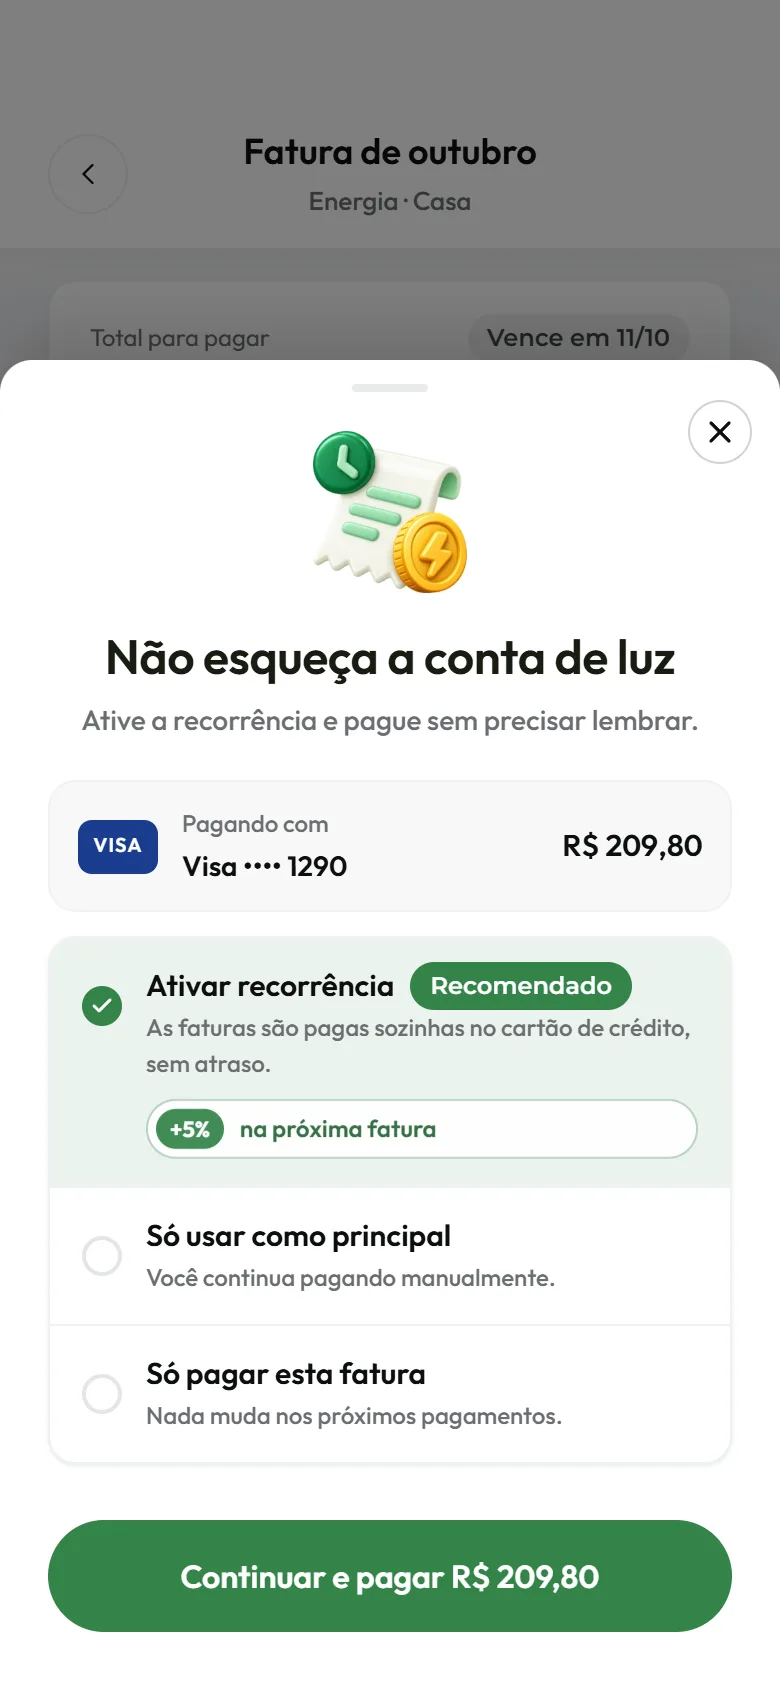 Fatura de outubro
Energia · Casa
Total para pagar
Vence em 11/10
Não esqueça a conta de luz
Ative a recorrência e pague sem precisar lembrar.
VISA
Pagando com
Visa •••• 1290
R$ 209,80
Ativar recorrência
Recomendado
As faturas são pagas sozinhas no cartão de crédito,
sem atraso.
+5% na próxima fatura
Só usar como principal
Você continua pagando manualmente.
Só pagar esta fatura
Nada muda nos próximos pagamentos.
Continuar e pagar R$ 209,80